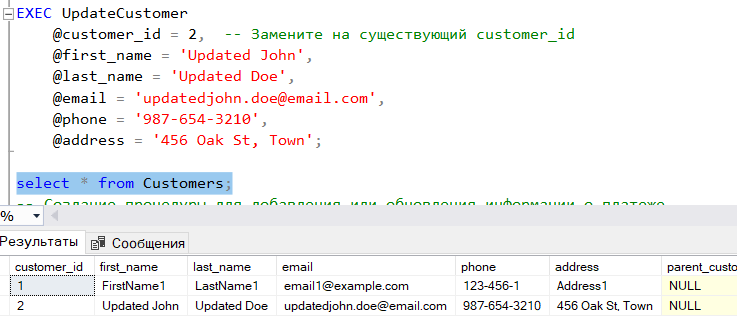 EXEC UpdateCustomer
@customer_id = 2,  -- Замените на существующий customer_id
@first_name = 'Updated John',
@last_name = 'Updated Doe',
@email = 'updatedjohn.doe@email.com',
@phone = '987-654-3210',
@address = '456 Oak St, Town';
select * from Customers;
-- Создание процедуры для добавления или обновления информации о платеже
%
Результаты Сообщения
customer_id first_name last_name email phone address parent_custo
1 FirstName1 LastName1 email1@example.com 123-456-1 Address1 NULL
2 Updated John Updated Doe updatedjohn.doe@email.com 987-654-3210 456 Oak St, Town NULL